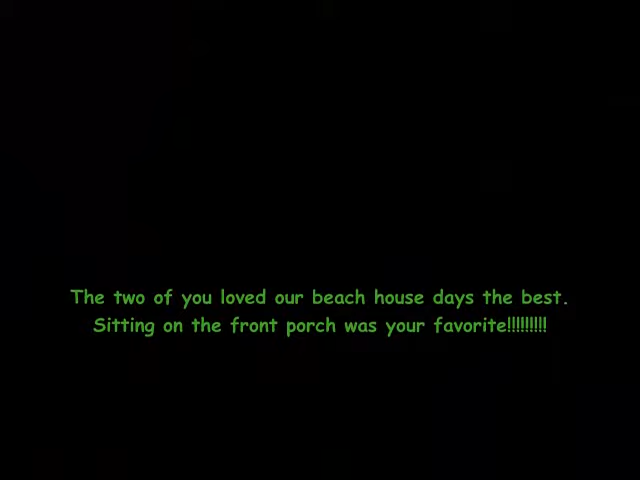 The two of you loved our beach house days the best.
Sitting on the front porch was your favorite!!!!!!!!!